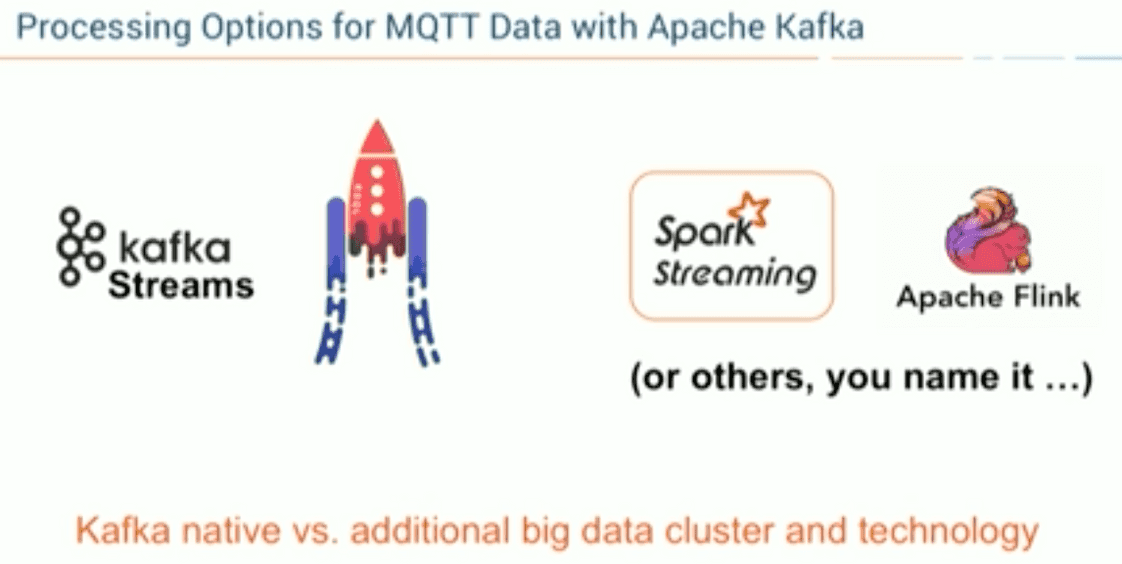 Processing Options for MQTT Data with Apache Kafka
kafka
Streams
Spark
Streaming
Apache Flink
(or others, you name it ...)
Kafka native vs. additional big data cluster and technology